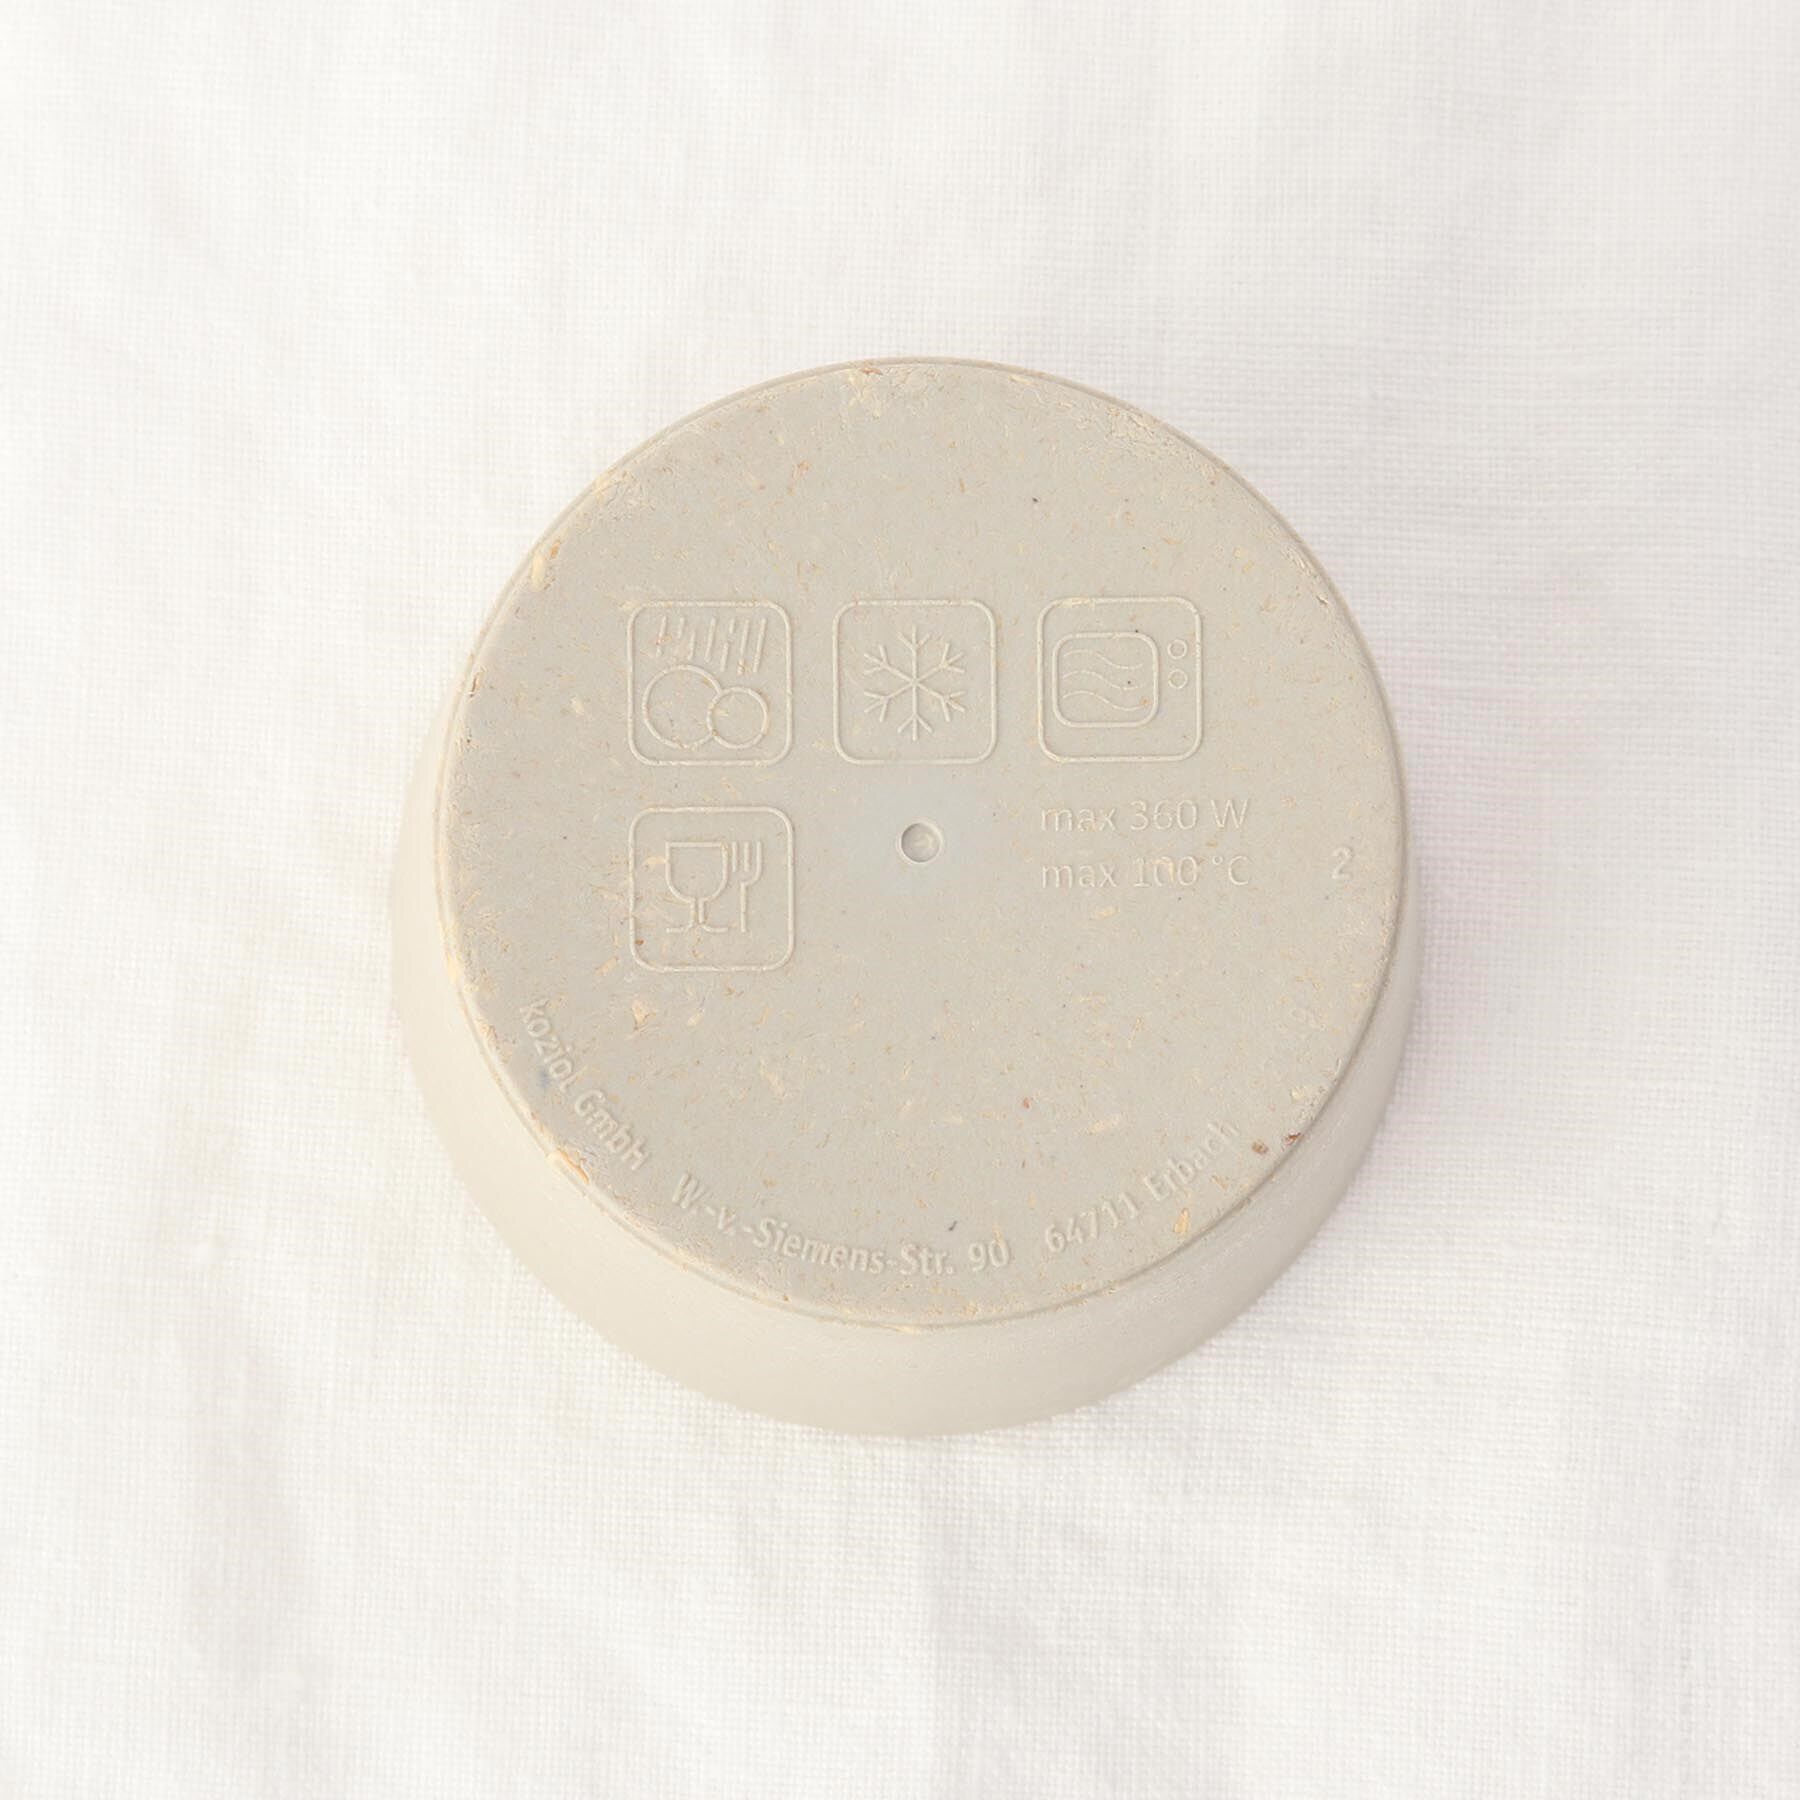 max 360 W
max 100 °C
2
koziol GmbH W.-v.-Siemens-Str. 90 64711 Erbach